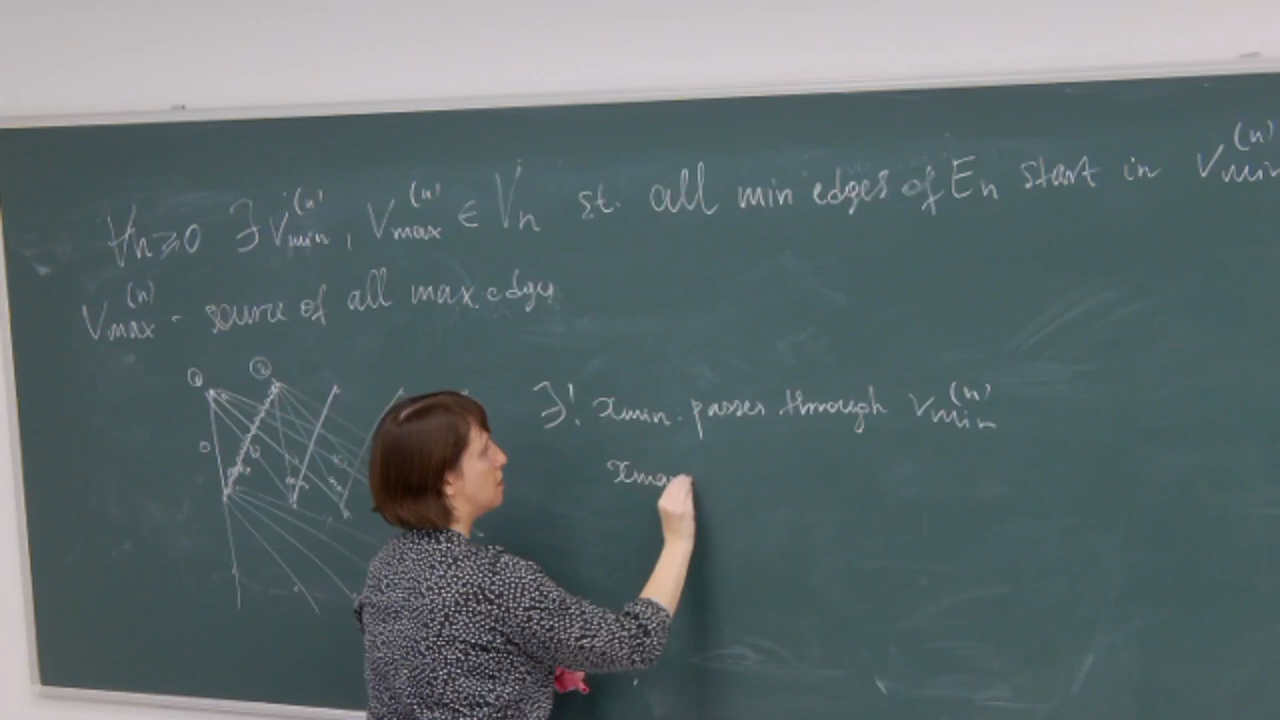 ∀n≥0 ∃ v_min^(n), v_max^(n) ∈ V_n st. all min edges of E_n start in v_min^(n)
v_max^(n) - source of all max edges
∃! x_min : passes through v_min^(n)
x_max